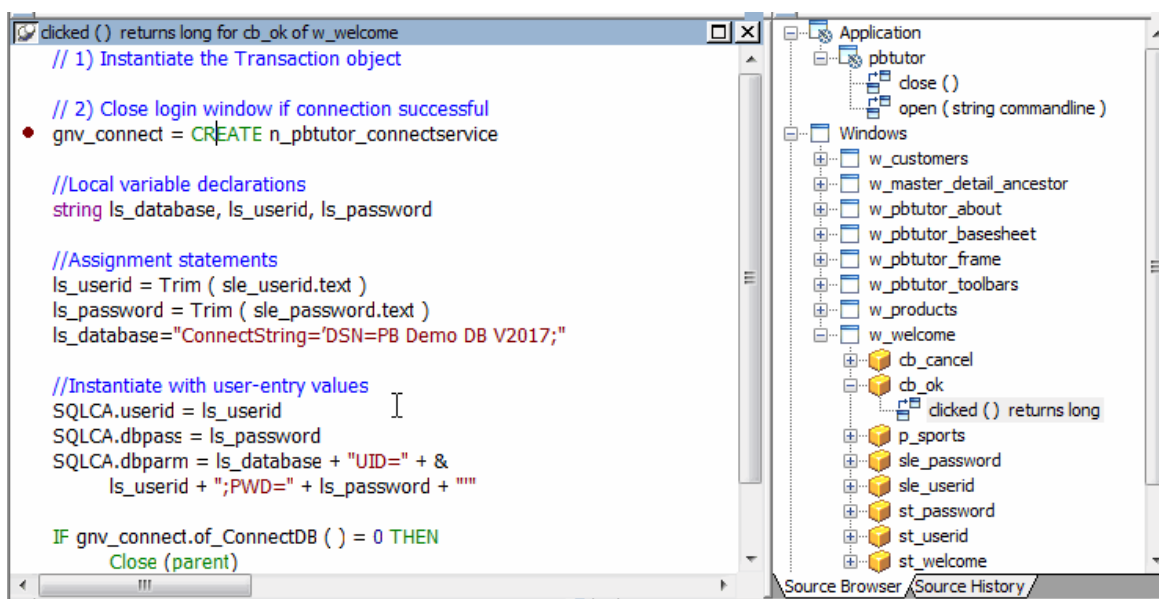 clicked ( ) returns long for cb_ok of w_welcome
// 1) Instantiate the Transaction object
// 2) Close login window if connection successful
gnv_connect = CREATE n_pbtutor_connectservice
//Local variable declarations
string ls_database, ls_userid, ls_password
//Assignment statements
ls_userid = Trim ( sle_userid.text )
ls_password = Trim ( sle_password.text )
ls_database="ConnectString='DSN=PB Demo DB V2017;"
//Instantiate with user-entry values
SQLCA.userid = ls_userid
SQLCA.dbpass = ls_password
SQLCA.dbparm = ls_database + "UID=" + &
ls_userid + ";PWD=" + ls_password + "'"
IF gnv_connect.of_ConnectDB ( ) = 0 THEN
Close (parent)
Application
pbtutor
close ( )
open ( string commandline )
Windows
w_customers
w_master_detail_ancestor
w_pbtutor_about
w_pbtutor_basesheet
w_pbtutor_frame
w_pbtutor_toolbars
w_products
w_welcome
cb_cancel
cb_ok
clicked ( ) returns long
p_sports
sle_password
sle_userid
st_password
st_userid
st_welcome
Source Browser
Source History